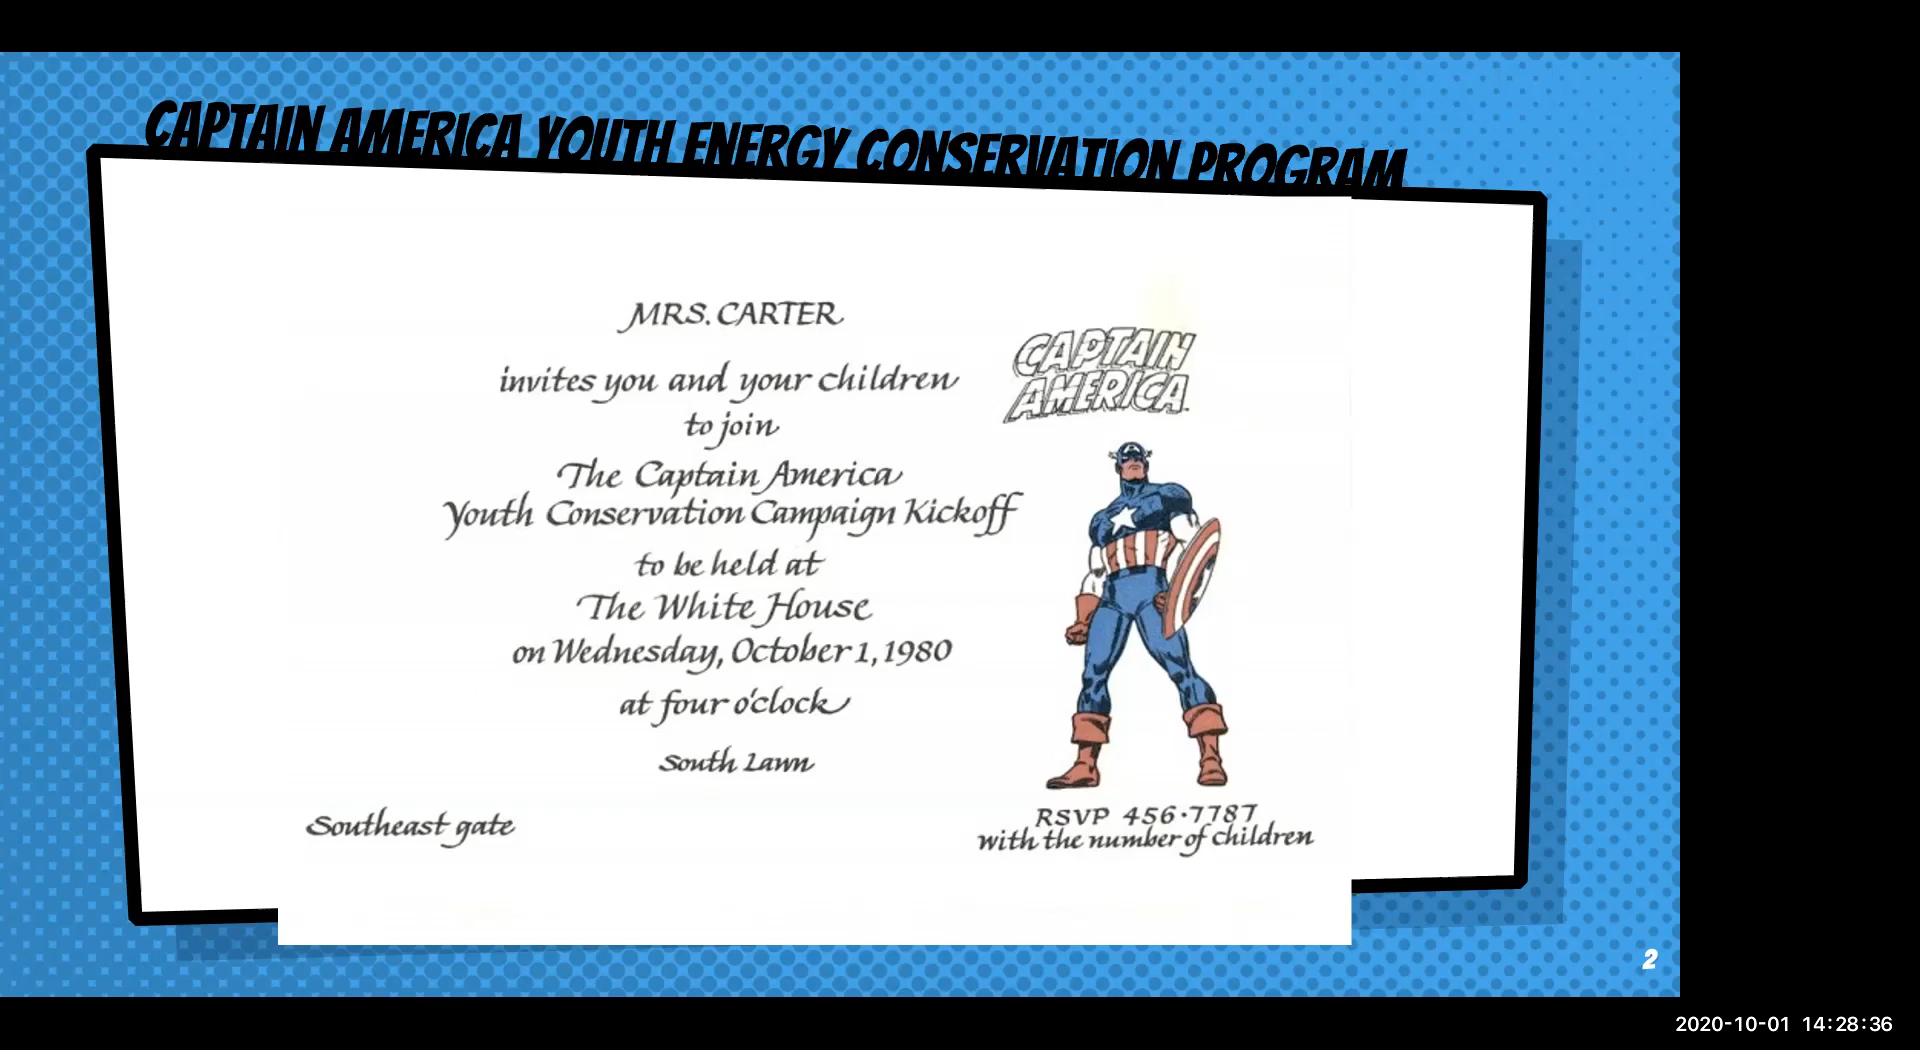 CAPTAIN AMERICA YOUTH ENERGY CONSERVATION PROGRAM
MRS. CARTER
invites you and your children
to join
The Captain America
Youth Conservation Campaign Kickoff
to be held at
The White House
on Wednesday, October 1, 1980
at four o'clock
South Lawn
Southeast gate
CAPTAIN
AMERICA
RSVP 456·7787
with the number of children
2
2020-10-01 14:28:36